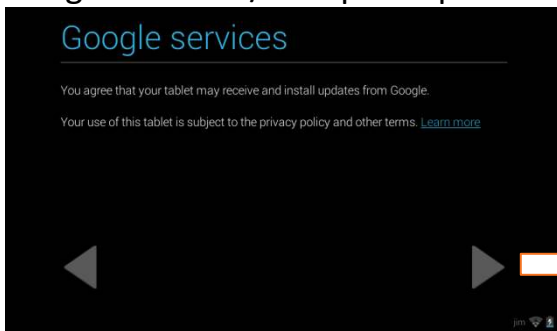 Google services
You agree that your tablet may receive and install updates from Google.
Your use of this tablet is subject to the privacy policy and other terms. Learn more
jim